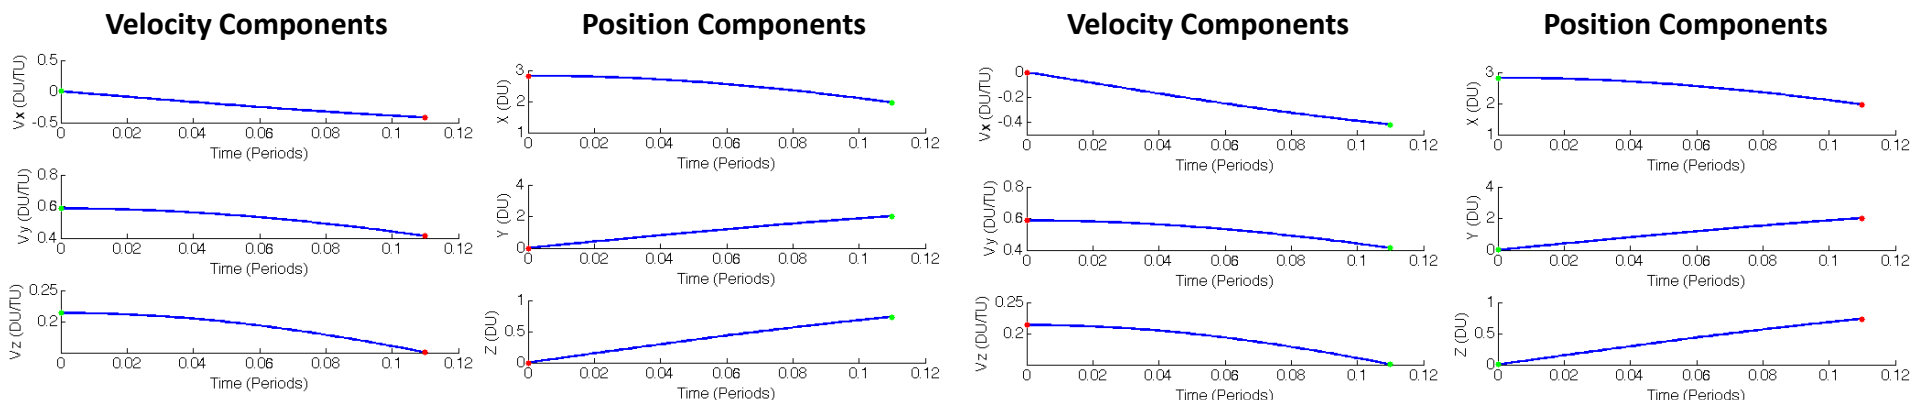 Velocity Components
Position Components
Velocity Components
Position Components
Vx (DU/TU)
0.5
0
-0.5
0 0.02 0.04 0.06 0.08 0.1 0.12
Time (Periods)
Vy (DU/TU)
0.8
0.6
0.4
0 0.02 0.04 0.06 0.08 0.1 0.12
Time (Periods)
Vz (DU/TU)
0.25
0.2
0 0.02 0.04 0.06 0.08 0.1 0.12
Time (Periods)
X (DU)
3
2
1
0 0.02 0.04 0.06 0.08 0.1 0.12
Time (Periods)
Y (DU)
4
2
0
0 0.02 0.04 0.06 0.08 0.1 0.12
Time (Periods)
Z (DU)
1
0.5
0
0 0.02 0.04 0.06 0.08 0.1 0.12
Time (Periods)
Vx (DU/TU)
0
-0.2
-0.4
0 0.02 0.04 0.06 0.08 0.1 0.12
Time (Periods)
Vy (DU/TU)
0.8
0.6
0.4
0 0.02 0.04 0.06 0.08 0.1 0.12
Time (Periods)
Vz (DU/TU)
0.25
0.2
0 0.02 0.04 0.06 0.08 0.1 0.12
Time (Periods)
X (DU)
3
2
1
0 0.02 0.04 0.06 0.08 0.1 0.12
Time (Periods)
Y (DU)
4
2
0
0 0.02 0.04 0.06 0.08 0.1 0.12
Time (Periods)
Z (DU)
1
0.5
0
0 0.02 0.04 0.06 0.08 0.1 0.12
Time (Periods)